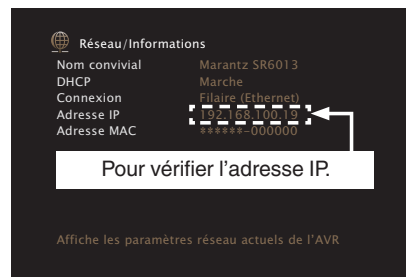 Réseau/Informations
Nom convivial Marantz SR6013
DHCP Marche
Connexion Filaire (Ethernet)
Adresse IP 192.168.100.19
Adresse MAC ******-000000
Pour vérifier l’adresse IP.
Affiche les paramètres réseau actuels de l’AVR